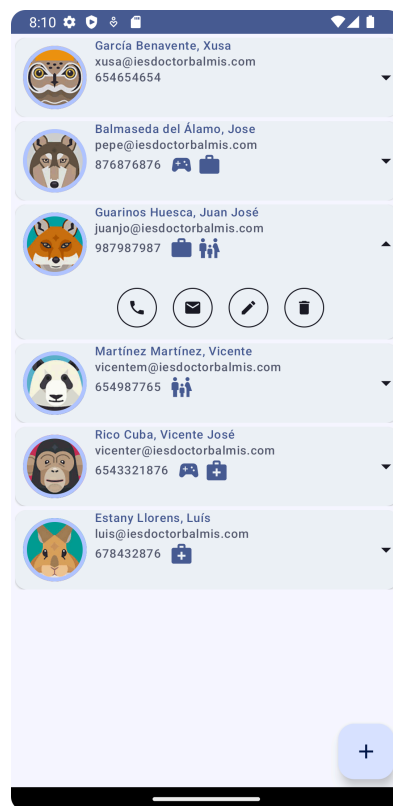 8:10
García Benavente, Xusa
xusa@iesdoctorbalmis.com
654654654
Balmaseda del Álamo, Jose
pepe@iesdoctorbalmis.com
876876876
Guarinos Huesca, Juan José
juanjo@iesdoctorbalmis.com
987987987
Martínez Martínez, Vicente
vicentem@iesdoctorbalmis.com
654987765
Rico Cuba, Vicente José
vicenter@iesdoctorbalmis.com
6543321876
Estany Llorens, Luís
luis@iesdoctorbalmis.com
678432876